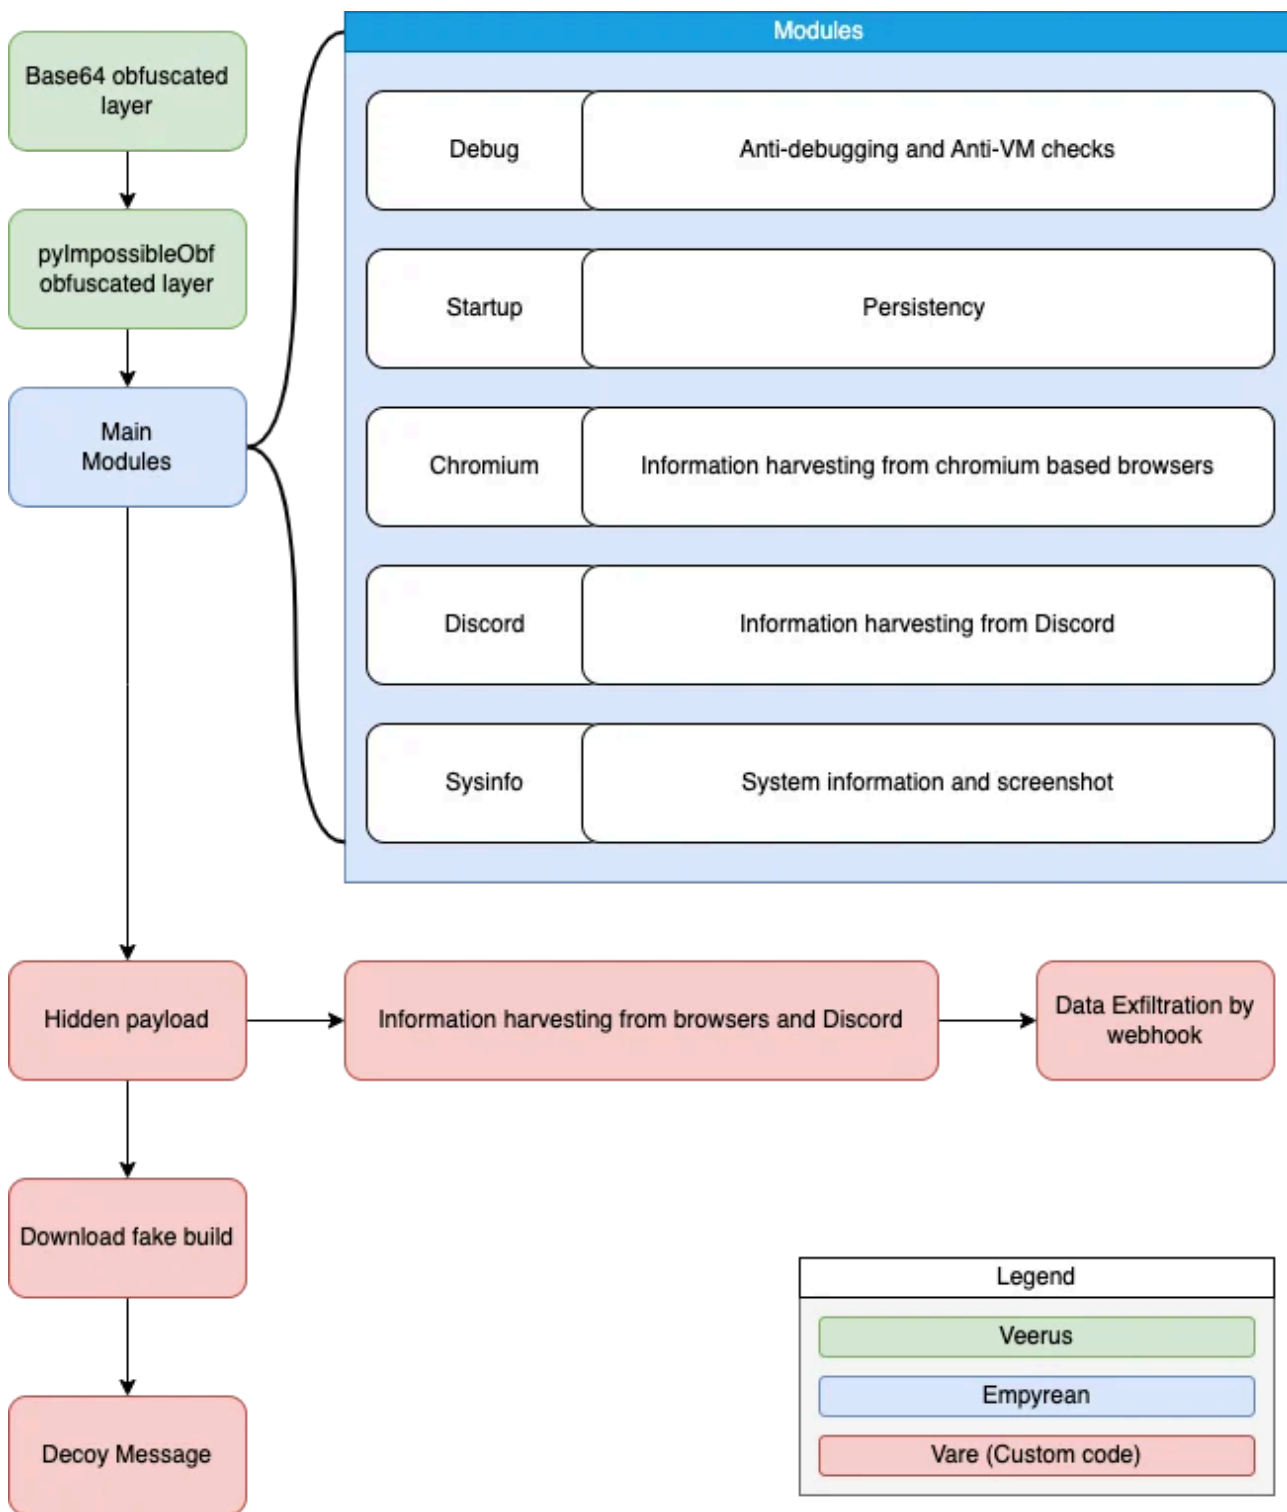 Base64 obfuscated
layer
pyImpossibleObf
obfuscated layer
Main
Modules
Modules
Debug
Anti-debugging and Anti-VM checks
Startup
Persistency
Chromium
Information harvesting from chromium based browsers
Discord
Information harvesting from Discord
Sysinfo
System information and screenshot
Hidden payload
Information harvesting from browsers and Discord
Data Exfiltration by
webhook
Download fake build
Decoy Message
Legend
Veerus
Empyrean
Vare (Custom code)